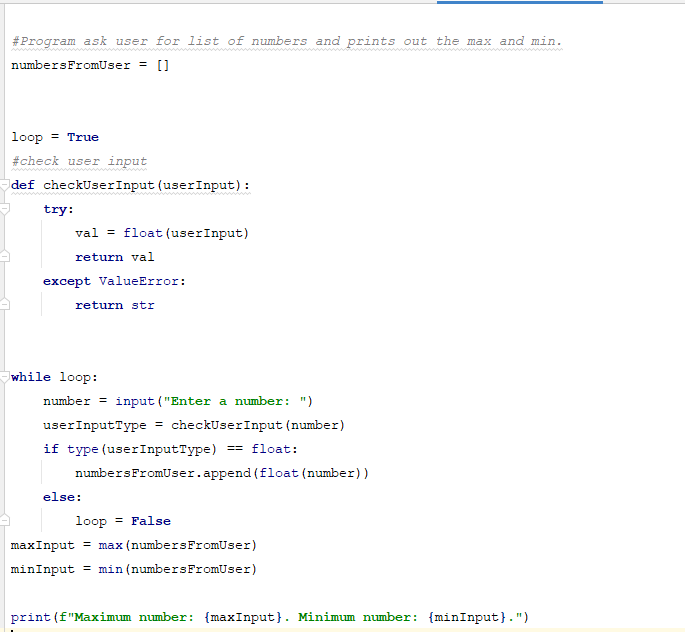 #Program ask user for list of numbers and prints out the max and min.
numbersFromUser = []
loop = True
#check user input
def checkUserInput(userInput):
    try:
        val = float(userInput)
        return val
    except ValueError:
        return str
while loop:
    number = input("Enter a number: ")
    userInputType = checkUserInput(number)
    if type(userInputType) == float:
        numbersFromUser.append(float(number))
    else:
        loop = False
maxInput = max(numbersFromUser)
minInput = min(numbersFromUser)
print(f"Maximum number: {maxInput}. Minimum number: {minInput}.")